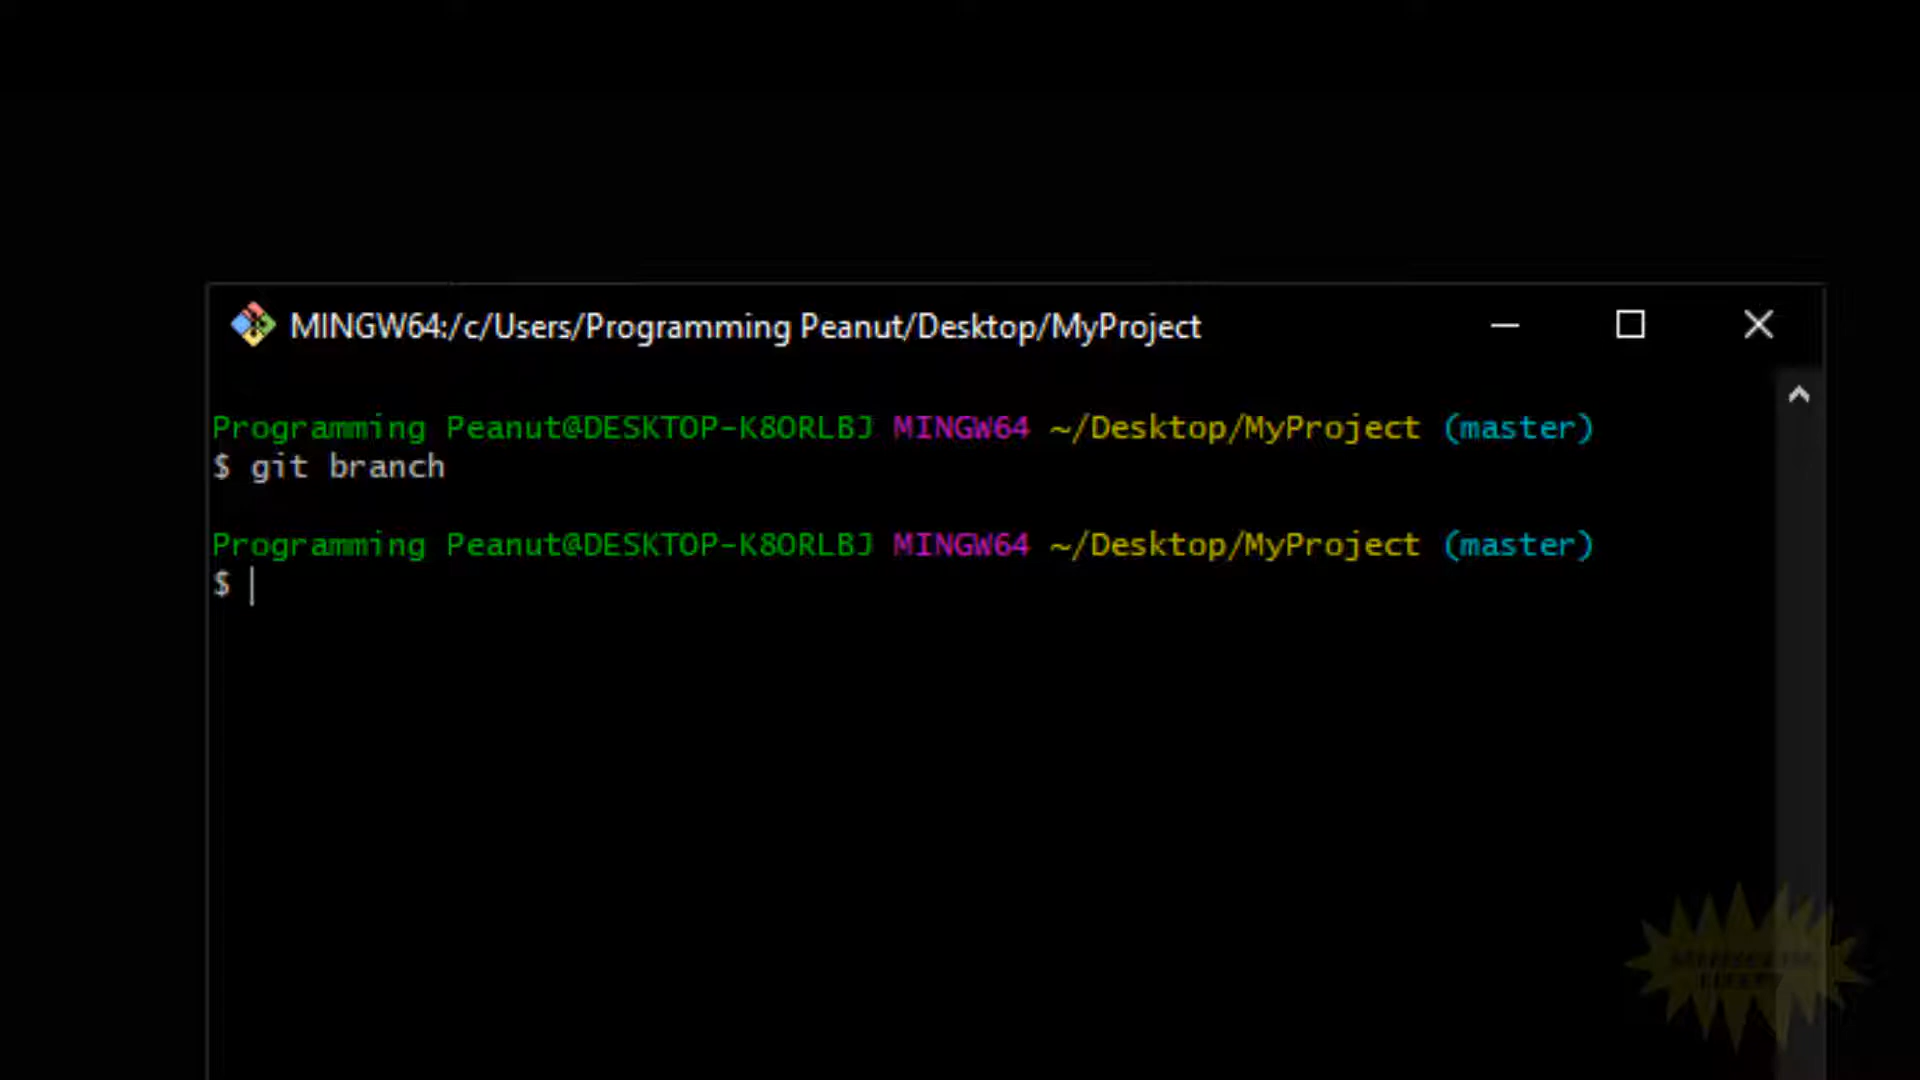 MINGW64:/c/Users/Programming Peanut/Desktop/MyProject
Programming Peanut@DESKTOP-K8ORLBJ MINGW64 ~/Desktop/MyProject (master)
$ git branch
Programming Peanut@DESKTOP-K8ORLBJ MINGW64 ~/Desktop/MyProject (master)
$